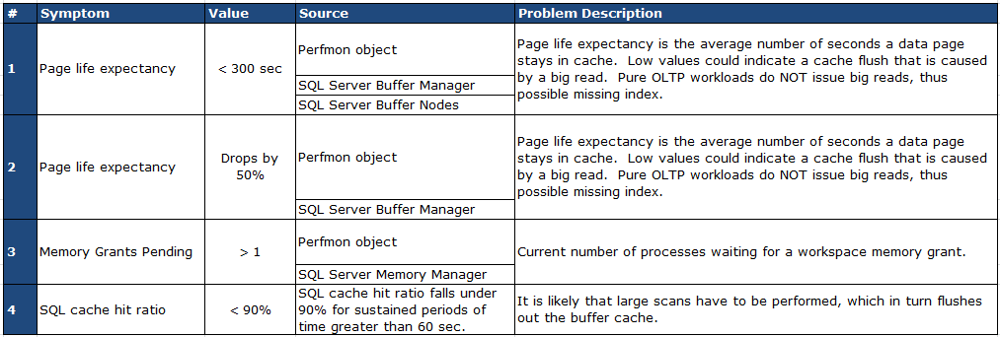 # Symptom Value Source Problem Description
1 Page life expectancy < 300 sec
Perfmon object
SQL Server Buffer Manager
SQL Server Buffer Nodes
Page life expectancy is the average number of seconds a data page
stays in cache.  Low values could indicate a cache flush that is caused
by a big read.  Pure OLTP workloads do NOT issue big reads, thus
possible missing index.
2 Page life expectancy
Drops by
50%
Perfmon object
SQL Server Buffer Manager
Page life expectancy is the average number of seconds a data page
stays in cache.  Low values could indicate a cache flush that is caused
by a big read.  Pure OLTP workloads do NOT issue big reads, thus
possible missing index.
3 Memory Grants Pending > 1
Perfmon object
SQL Server Memory Manager
Current number of processes waiting for a workspace memory grant.
4 SQL cache hit ratio < 90%
SQL cache hit ratio falls under
90% for sustained periods of
time greater than 60 sec.
It is likely that large scans have to be performed, which in turn flushes
out the buffer cache.